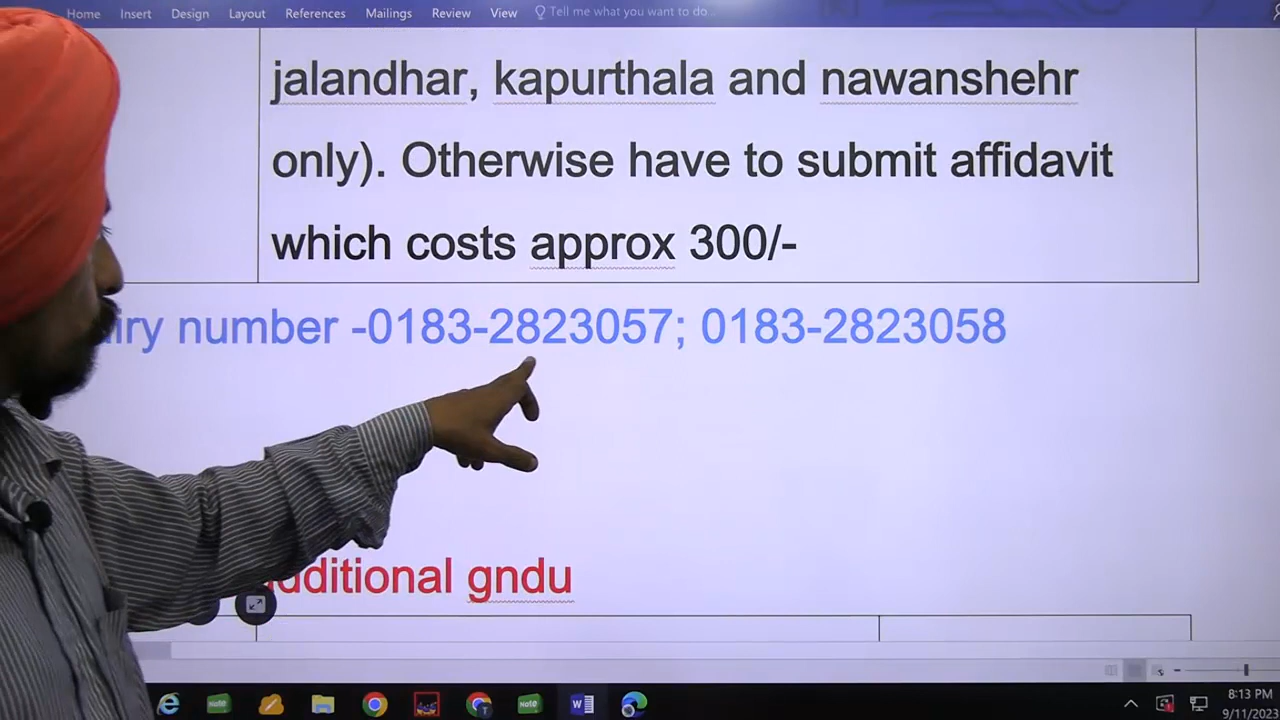 Home Insert Design Layout References Mailings Review View Tell me what you want to do
jalandhar, kapurthala and nawanshehr
only). Otherwise have to submit affidavit
which costs approx 300/-
iry number -0183-2823057; 0183-2823058
additional gndu
8:13 PM
9/11/2023